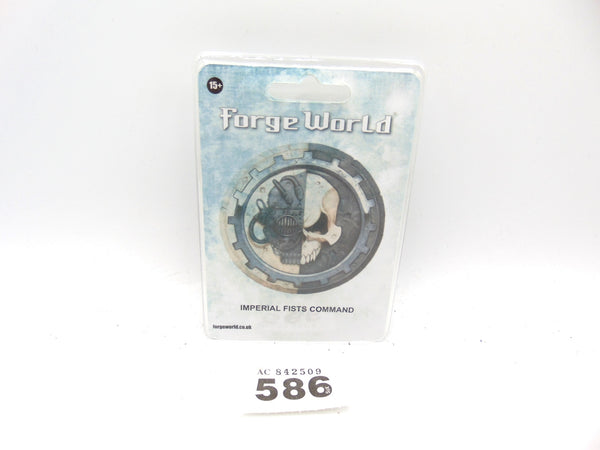 15+
Forge World
IMPERIAL FISTS COMMAND
forgeworld.co.uk
AC 842509
586